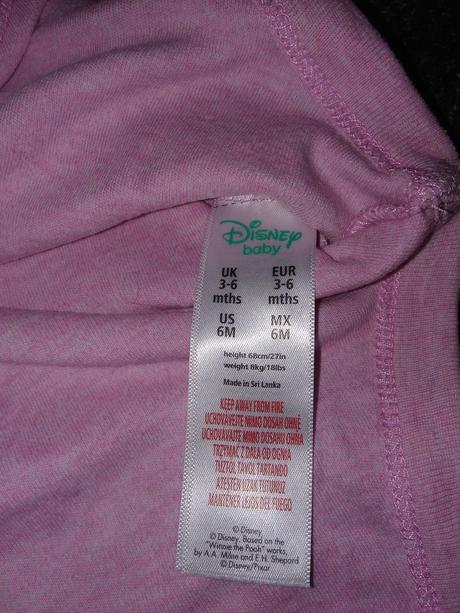 Disney
baby
UK EUR
3-6 3-6
mths mths
US MX
6M 6M
height 68cm/27in
weight 8kg/18lbs
Made in Sri Lanka
KEEP AWAY FROM FIRE
UCHOVÁVEJTE MIMO DOSAH OHNĚ
UCHOVÁVAJTE MIMO DOSAHU OHŇA
TRZYMAĆ Z DALA OD OGNIA
TŰZTŐL TÁVOL TARTANDÓ
ATEŞTEN UZAK TUTUNUZ
MANTENER LEJOS DEL FUEGO
© Disney
© Disney. Based on the
"Winnie the Pooh" works,
by A.A. Milne and E.H. Shepard
© Disney/Pixar